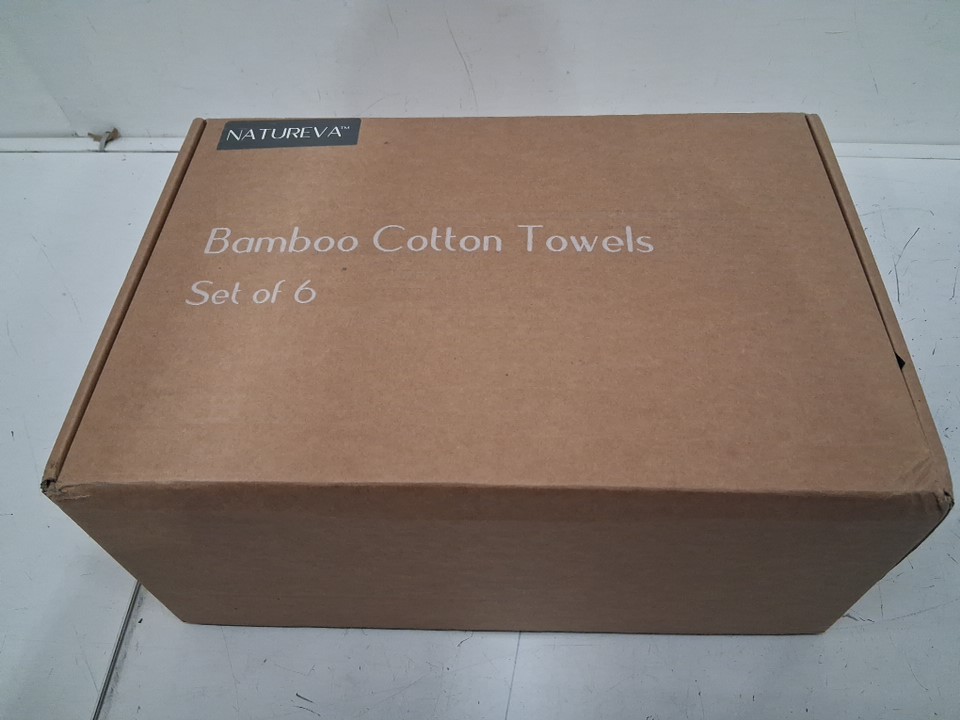 NATUREVA™
Bamboo Cotton Towels
Set of 6